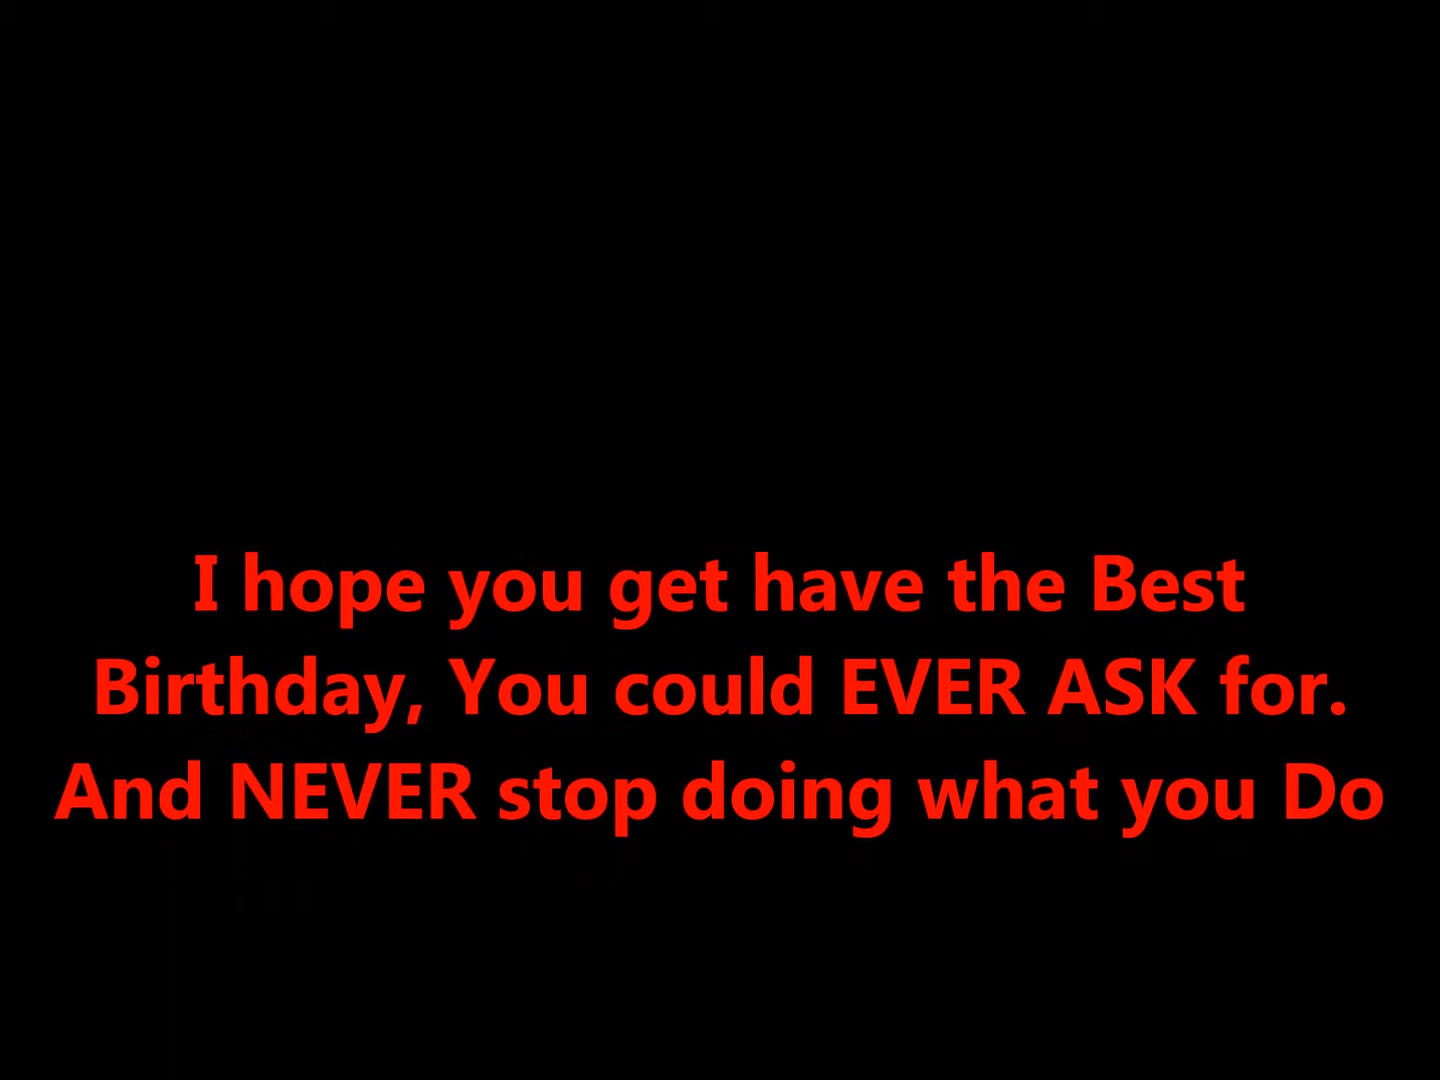 I hope you get have the Best
Birthday, You could EVER ASK for.
And NEVER stop doing what you Do